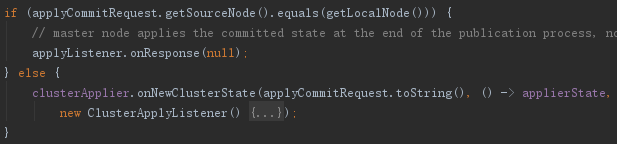 if (applyCommitRequest.getSourceNode().equals(getLocalNode())) {
// master node applies the committed state at the end of the publication process,
applyListener.onResponse(null);
} else {
clusterApplier.onNewClusterState(applyCommitRequest.toString(), () -> applierState,
new ClusterApplyListener() {...});
}